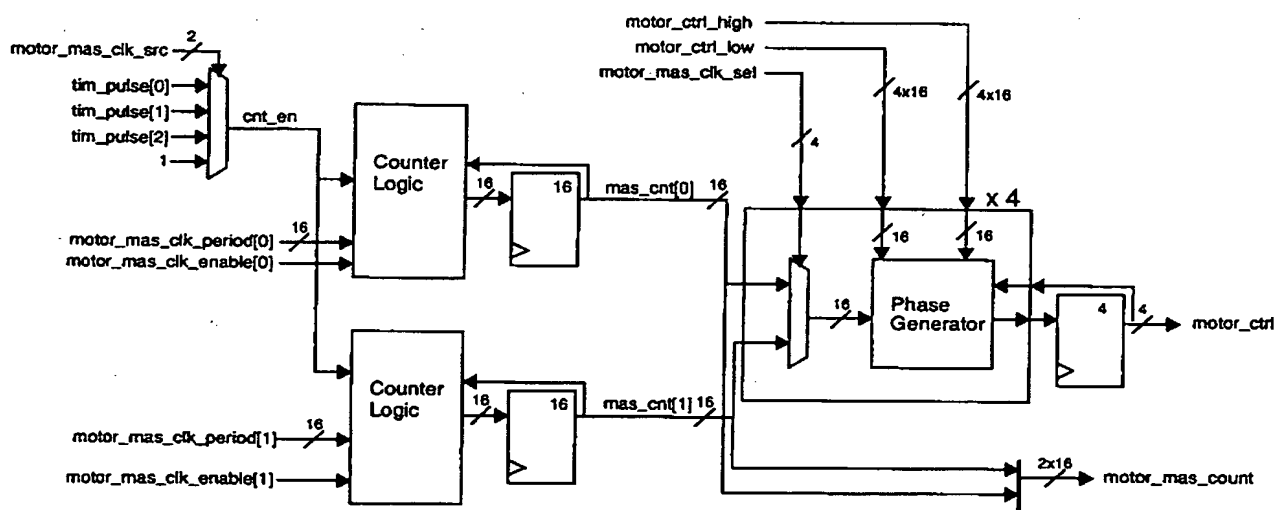 motor_ctrl_high
motor_mas_clk_src
2
motor_ctrl_low
motor_mas_clk_sel
tim_pulse[0]
tim_pulse[1]
tim_pulse[2]
1
cnt_en
4x16
4x16
4
Counter
Logic
16
16
mas_cnt[0]
16
x 4
16
16
motor_mas_clk_period[0]
16
motor_mas_clk_enable[0]
16
Phase
Generator
4
4
motor_ctrl
Counter
Logic
16
16
mas_cnt[1]
16
motor_mas_clk_period[1]
16
motor_mas_clk_enable[1]
2x16
motor_mas_count